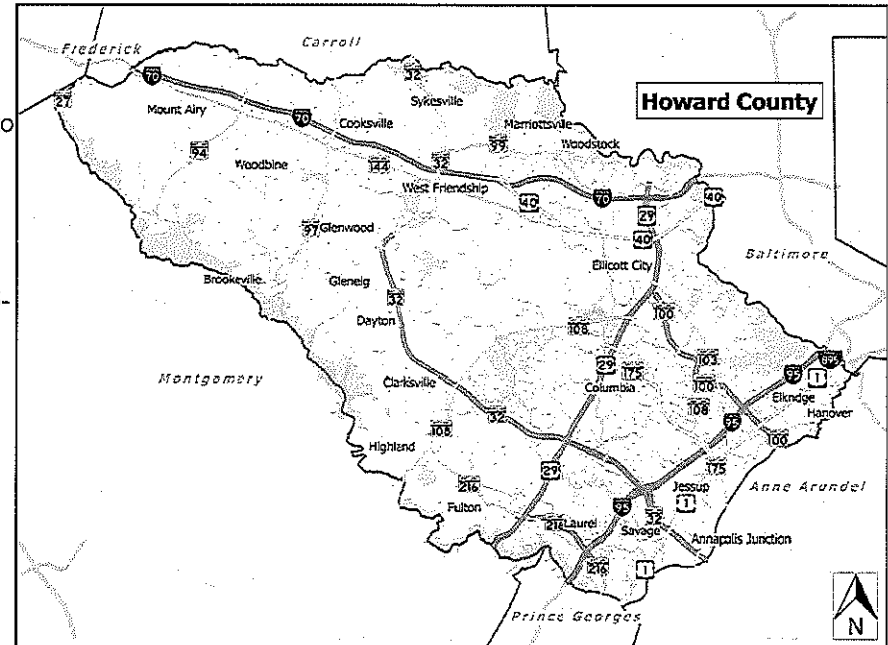 Carroll
Frederick
70
32
27
Sykesville
Howard County
Mount Airy
70
Cooksville
Marriottsville
94
99
Woodstock
Woodbine
144
32
West Friendship
70
40
40
29
97
Glenwood
40
Ellicott City
Baltimore
Brookeville
Glenelg
32
100
Dayton
108
103
895
29
175
95
1
Montgomery
Clarksville
Columbia
100
Elkridge
108
Hanover
32
95
108
100
Highland
29
175
216
Jessup
Anne Arundel
Fulton
95
1
216
Laurel
32
Savage
Annapolis Junction
216
1
Prince Georges
N